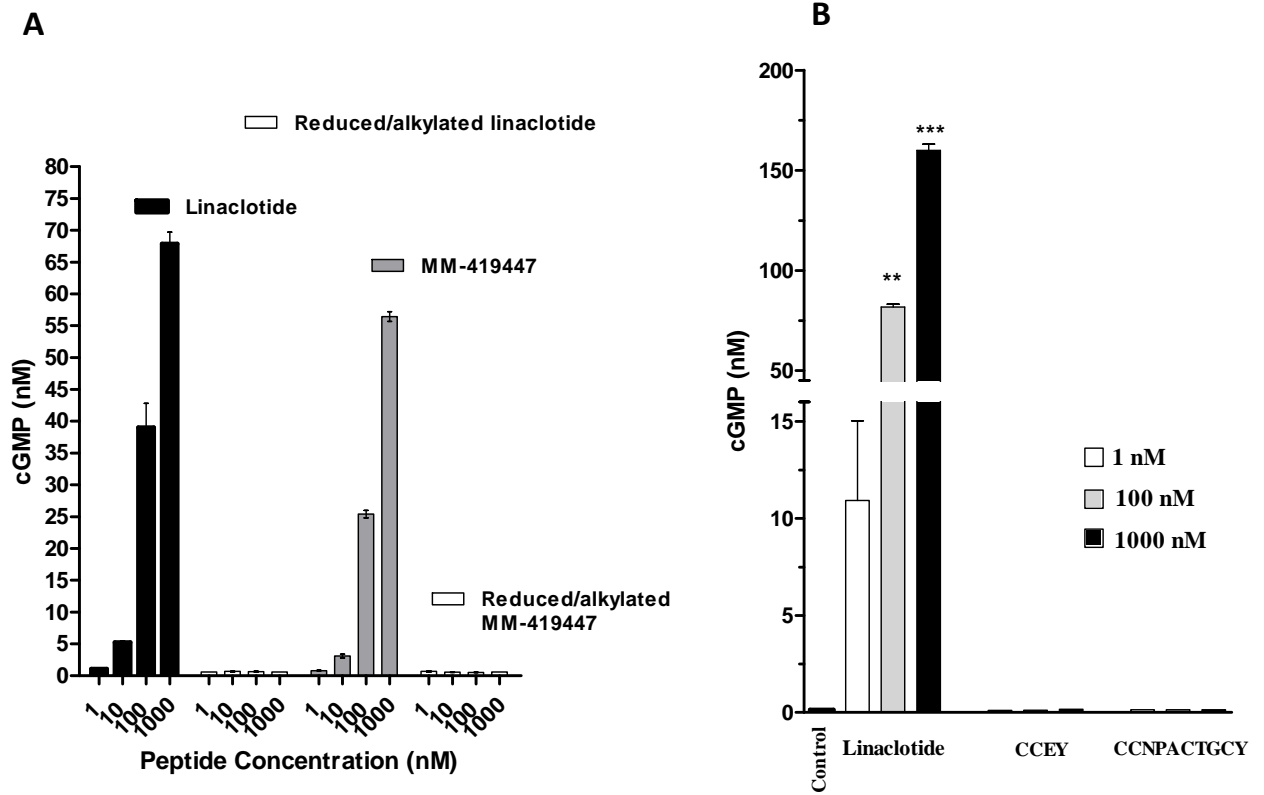 A
Reduced/alkylated linaclotide
Linaclotide
MM-419447
Reduced/alkylated
MM-419447
cGMP (nM)
80
75
70
65
60
55
50
45
40
35
30
25
20
15
10
5
0
1 10 100 1000 1 10 100 1000 1 10 100 1000 1 10 100 1000
Peptide Concentration (nM)
B
cGMP (nM)
200
150
100
50
15
10
5
0
**
***
1 nM
100 nM
1000 nM
Control
Linaclotide
CCEY
CCNPACTGCY